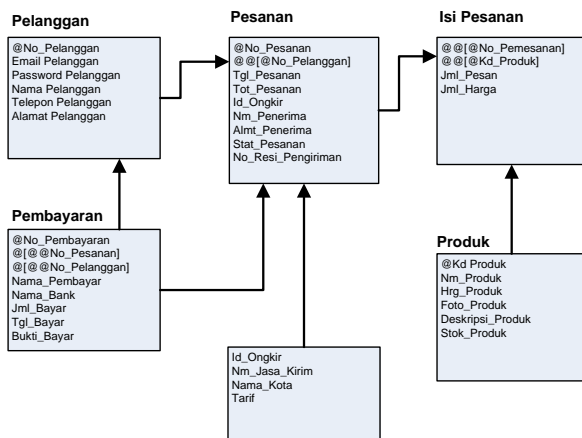 Pelanggan
@No_Pelanggan
Email Pelanggan
Password Pelanggan
Nama Pelanggan
Telepon Pelanggan
Alamat Pelanggan
Pesanan
@No_Pesanan
@@[@No_Pelanggan]
Tgl_Pesanan
Tot_Pesanan
Id_Ongkir
Nm_Penerima
Almt_Penerima
Stat_Pesanan
No_Resi_Pengiriman
Isi Pesanan
@@[@No_Pemesanan]
@@[@Kd_Produk]
Jml_Pesan
Jml_Harga
Pembayaran
@No_Pembayaran
@[@@No_Pesanan]
@[@@No_Pelanggan]
Nama_Pembayar
Nama_Bank
Jml_Bayar
Tgl_Bayar
Bukti_Bayar
Id_Ongkir
Nm_Jasa_Kirim
Nama_Kota
Tarif
Produk
@Kd Produk
Nm_Produk
Hrg_Produk
Foto_Produk
Deskripsi_Produk
Stok_Produk